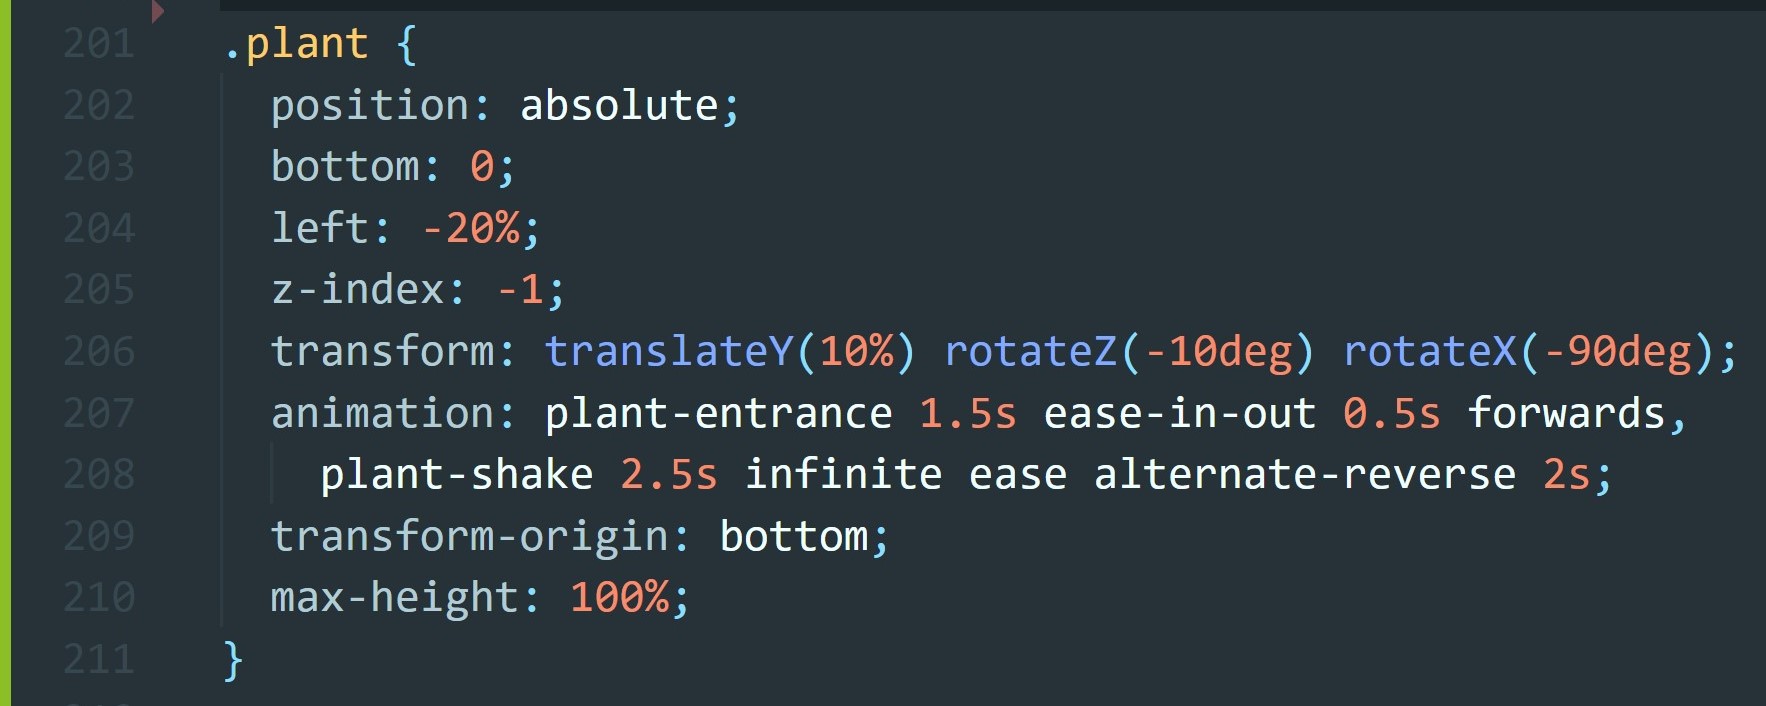 201 .plant {
202 position: absolute;
203 bottom: 0;
204 left: -20%;
205 z-index: -1;
206 transform: translateY(10%) rotateZ(-10deg) rotateX(-90deg);
207 animation: plant-entrance 1.5s ease-in-out 0.5s forwards,
208 plant-shake 2.5s infinite ease alternate-reverse 2s;
209 transform-origin: bottom;
210 max-height: 100%;
211 }